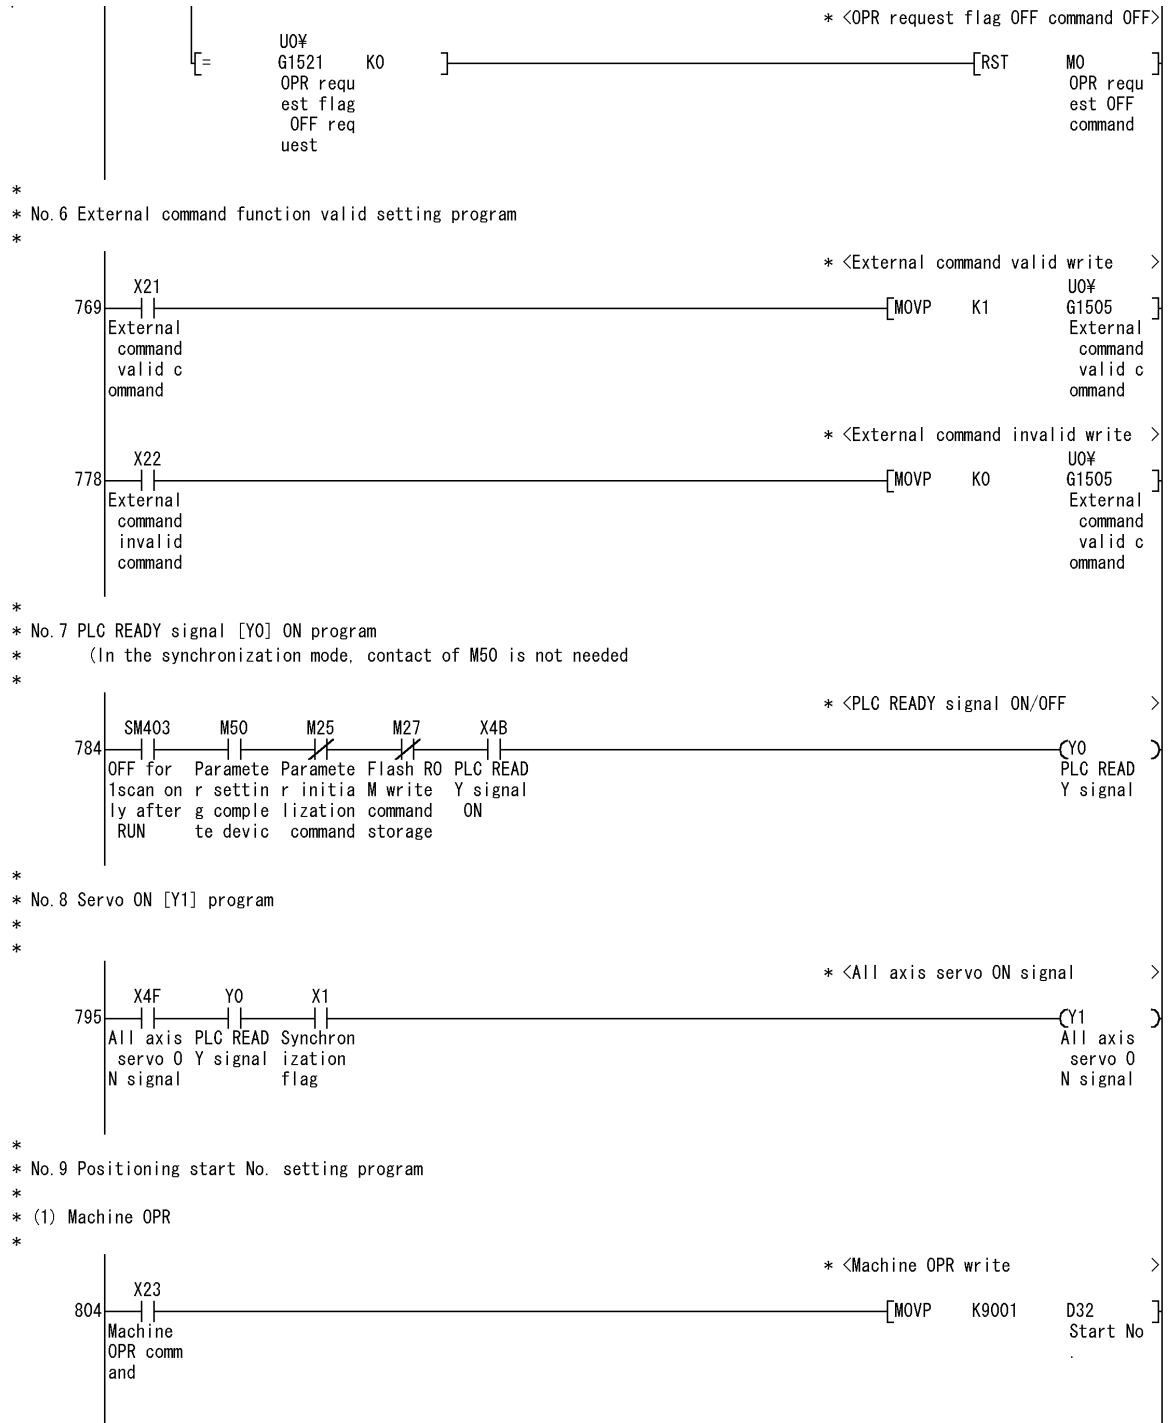 * <OPR request flag OFF command OFF>
U0¥
[= G1521 K0 ] [RST M0 ]
OPR requ OPR requ
est flag est OFF
OFF req command
uest
*
* No.6 External command function valid setting program
*
* <External command valid write >
X21 U0¥
769 [MOVP K1 G1505 ]
External External
command command
valid c valid c
ommand ommand
* <External command invalid write >
X22 U0¥
778 [MOVP K0 G1505 ]
External External
command command
invalid valid c
command ommand
*
* No.7 PLC READY signal [Y0] ON program
* (In the synchronization mode, contact of M50 is not needed
*
* <PLC READY signal ON/OFF >
SM403 M50 M25 M27 X4B
784 (Y0 )
OFF for Paramete Paramete Flash RO PLC READ PLC READ
1scan on r settin r initia M write Y signal Y signal
ly after g comple lization command ON
RUN te devic command storage
*
* No.8 Servo ON [Y1] program
*
*
* <All axis servo ON signal >
X4F Y0 X1
795 (Y1 )
All axis PLC READ Synchron All axis
servo O Y signal ization servo O
N signal flag N signal
*
* No.9 Positioning start No. setting program
*
* (1) Machine OPR
*
* <Machine OPR write >
X23
804 [MOVP K9001 D32 ]
Machine Start No
OPR comm .
and